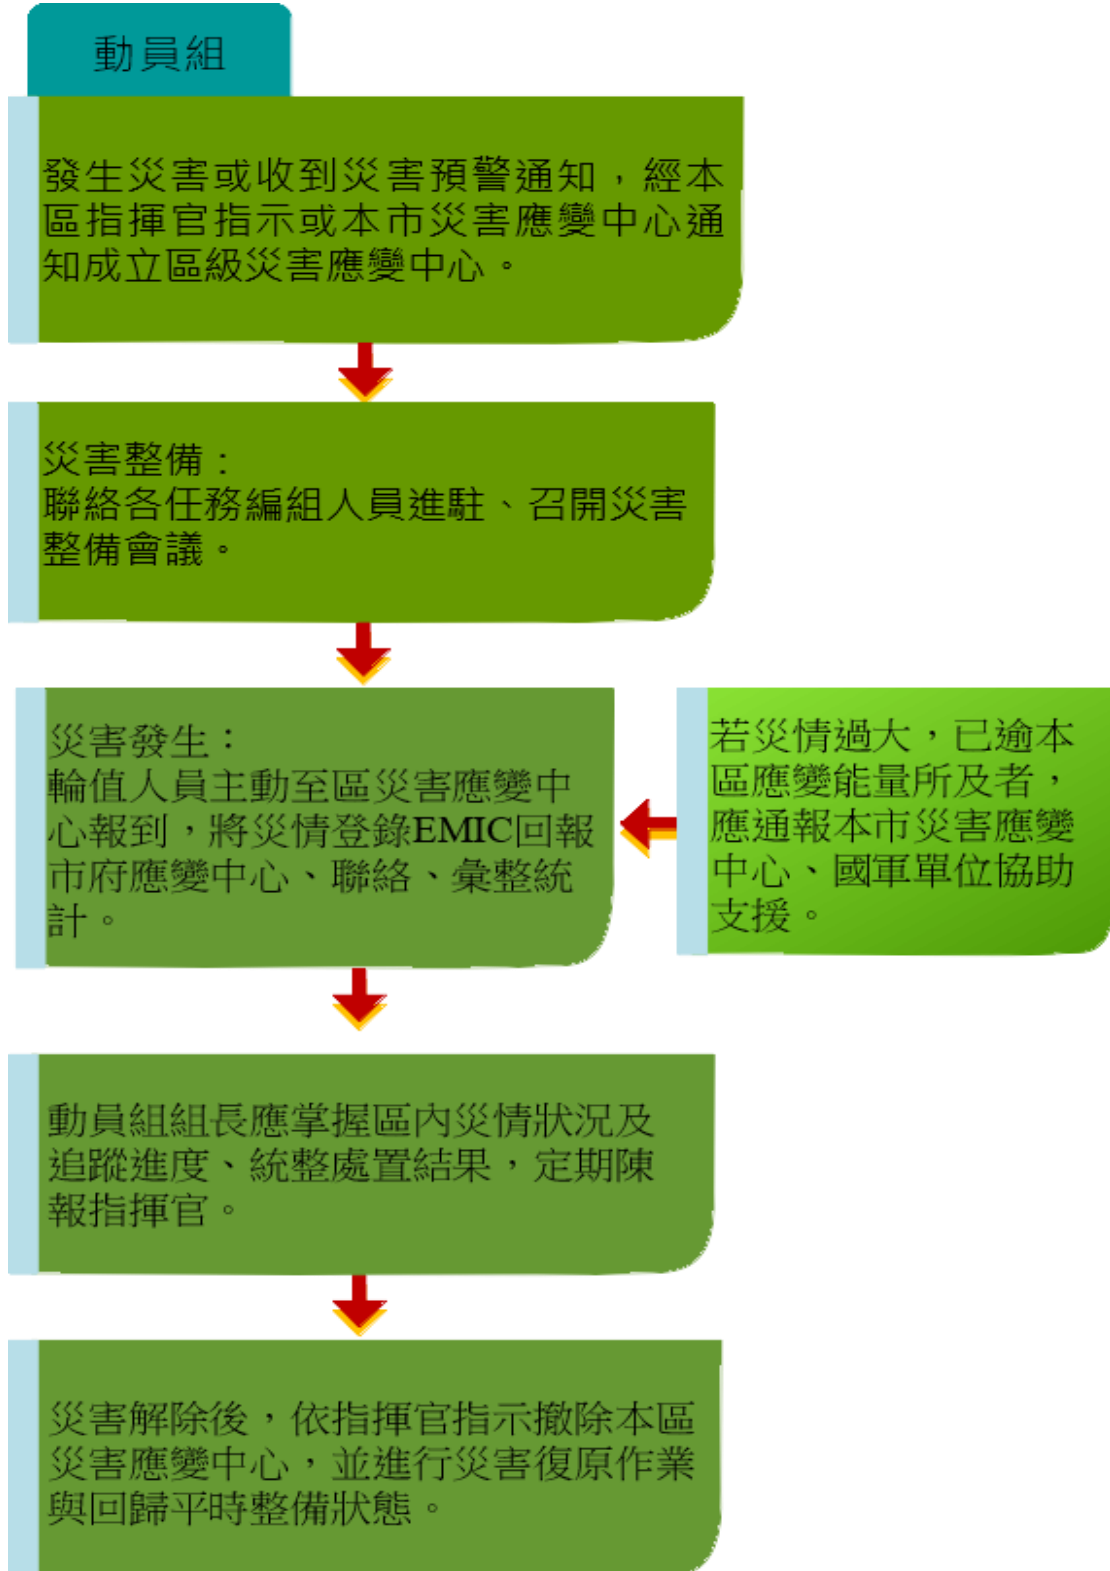 動員組
發生災害或收到災害預警通知，經本
區指揮官指示或本市災害應變中心通
知成立區級災害應變中心。
災害整備：
聯絡各任務編組人員進駐、召開災害
整備會議。
災害發生：
輪值人員主動至區災害應變中
心報到，將災情登錄EMIC回報
市府應變中心、聯絡、彙整統
計。
若災情過大，已逾本
區應變能量所及者，
應通報本市災害應變
中心、國軍單位協助
支援。
動員組組長應掌握區內災情狀況及
追蹤進度、統整處置結果，定期陳
報指揮官。
災害解除後，依指揮官指示撤除本區
災害應變中心，並進行災害復原作業
與回歸平時整備狀態。